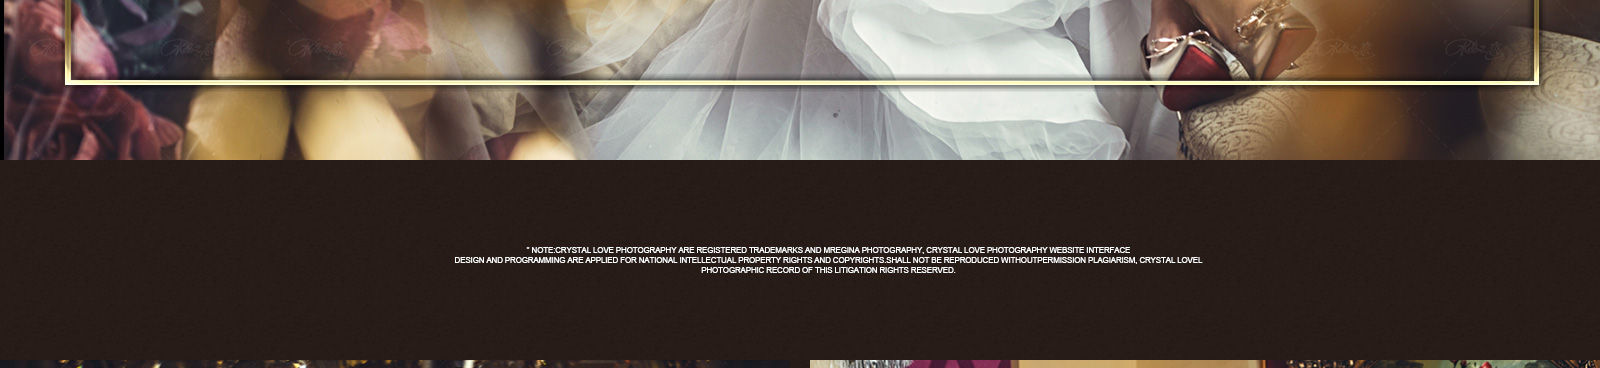 " NOTE:CRYSTAL LOVE PHOTOGRAPHY ARE REGISTERED TRADEMARKS AND MREGINA PHOTOGRAPHY, CRYSTAL LOVE PHOTOGRAPHY WEBSITE INTERFACE
DESIGN AND PROGRAMMING ARE APPLIED FOR NATIONAL INTELLECTUAL PROPERTY RIGHTS AND COPYRIGHTS.SHALL NOT BE REPRODUCED WITHOUTPERMISSION PLAGIARISM, CRYSTAL LOVEL
PHOTOGRAPHIC RECORD OF THIS LITIGATION RIGHTS RESERVED.